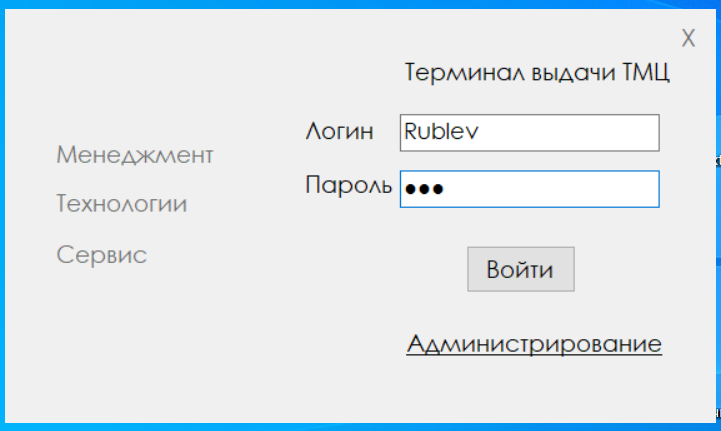 X
Терминал выдачи ТМЦ
Логин Rublev
Пароль ●●●
Менеджмент
Технологии
Сервис
Войти
Администрирование